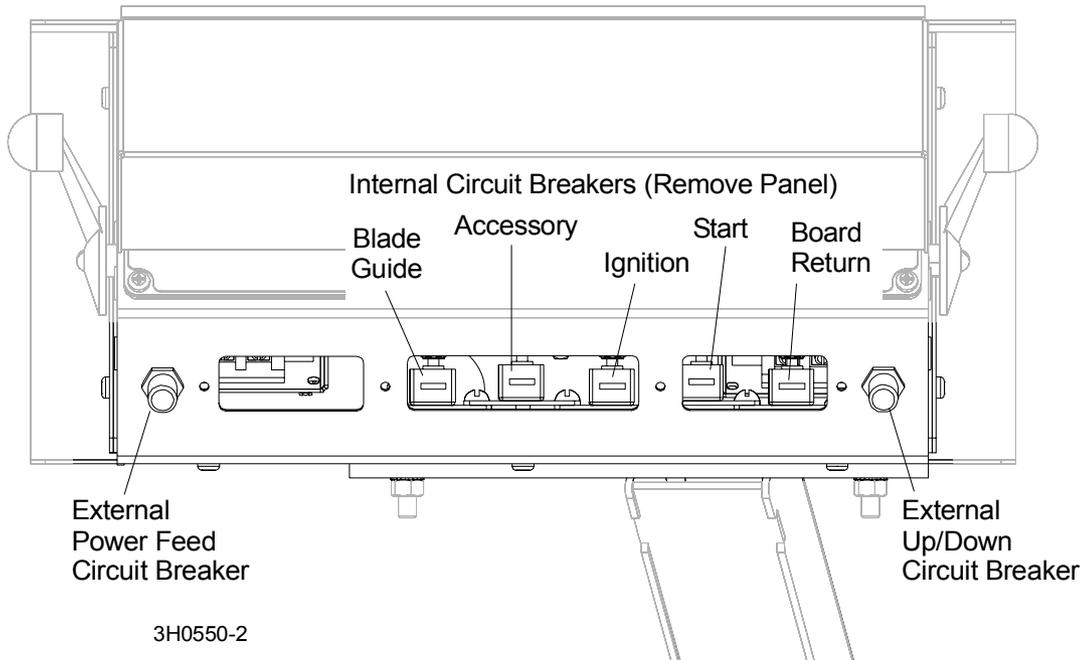 Internal Circuit Breakers (Remove Panel)
Blade
Guide
Accessory
Ignition
Start
Board
Return
External
Power Feed
Circuit Breaker
External
Up/Down
Circuit Breaker
3H0550-2